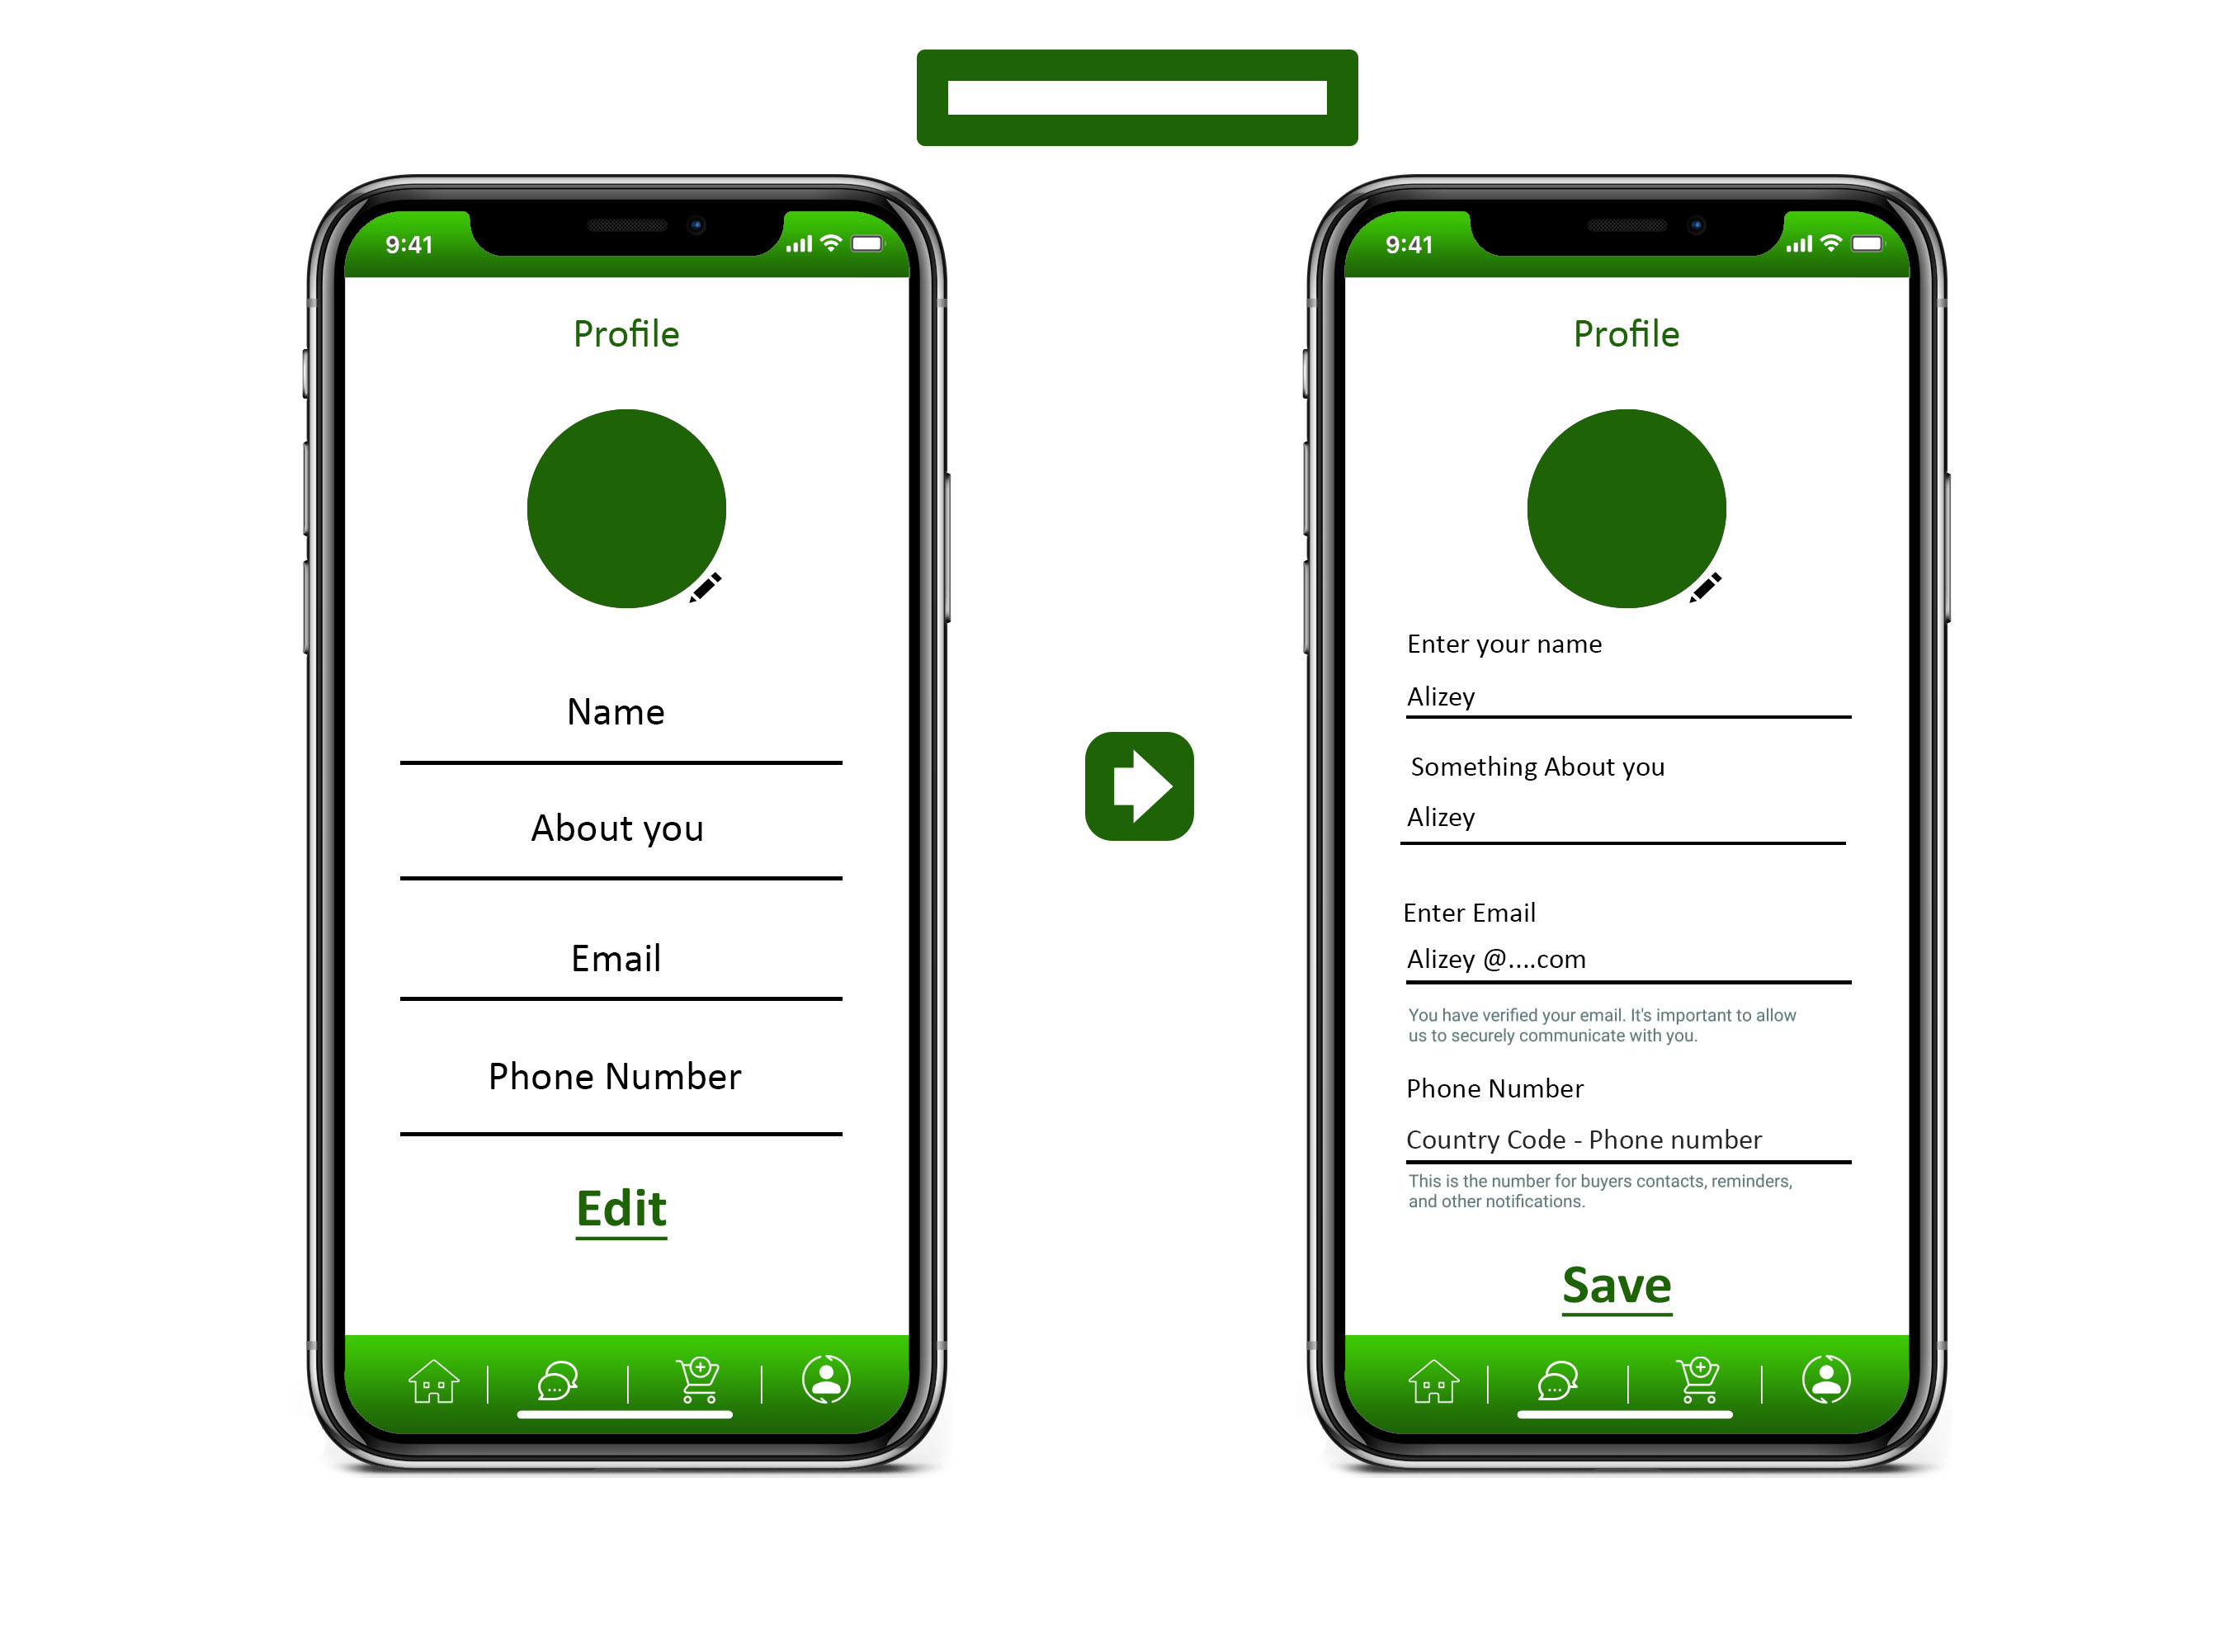 9:41
Profile
Name
About you
Email
Phone Number
Edit
9:41
Profile
Enter your name
Alizey
Something About you
Alizey
Enter Email
Alizey @....com
You have verified your email. It's important to allow
us to securely communicate with you.
Phone Number
Country Code - Phone number
This is the number for buyers contacts, reminders,
and other notifications.
Save